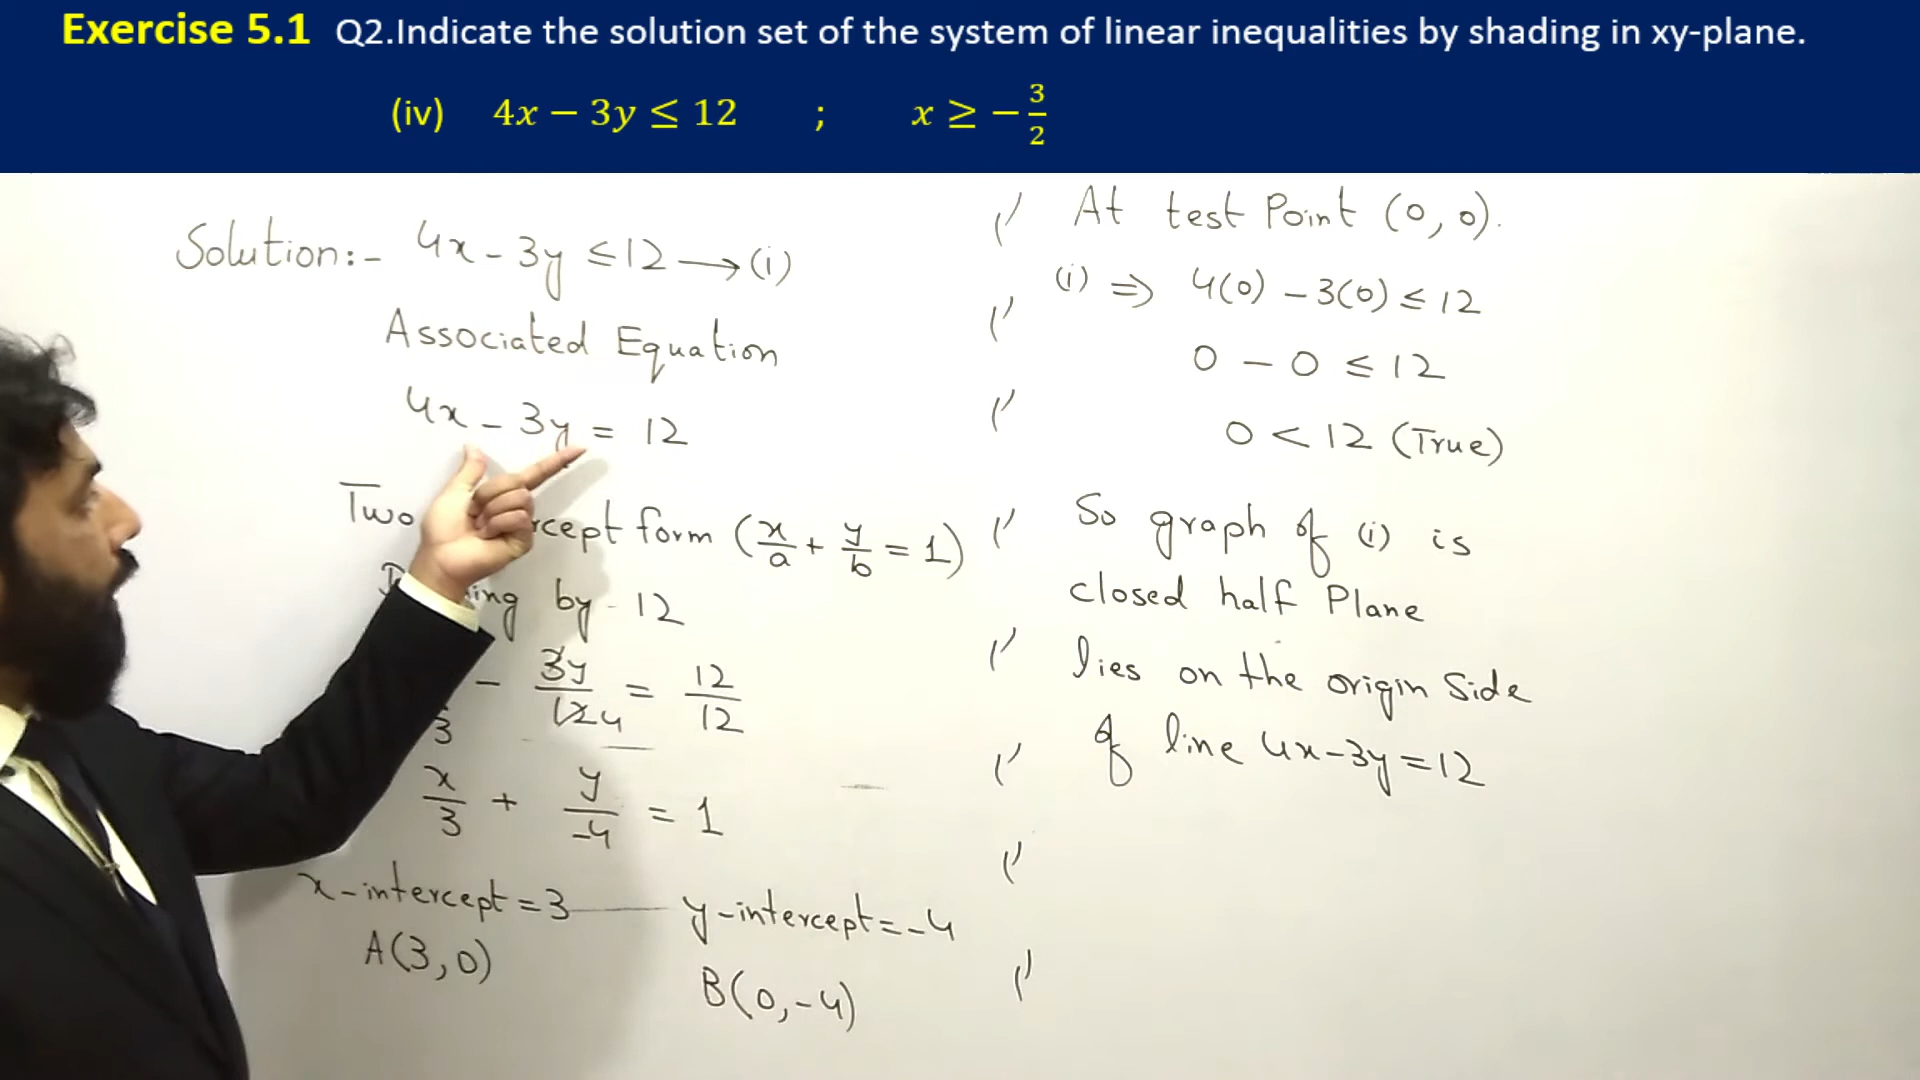 Exercise 5.1 Q2.Indicate the solution set of the system of linear inequalities by shading in xy-plane.
(iv) 4x − 3y ≤ 12 ; x ≥ −3/2
Solution:- 4x - 3y ≤ 12 → (i)
Associated Equation
4x - 3y = 12
Two form (x/a + y/b = 1)
by 12
3 - 3y/12 4 = 12/12
x/3 + y/-4 = 1
x-intercept = 3 y-intercept = -4
A(3, 0)
B(0, -4)
At test Point (0, 0).
(i) ⇒ 4(0) - 3(0) ≤ 12
0 - 0 ≤ 12
0 < 12 (True)
So graph of (i) is
closed half Plane
lies on the origin Side
of line 4x - 3y = 12